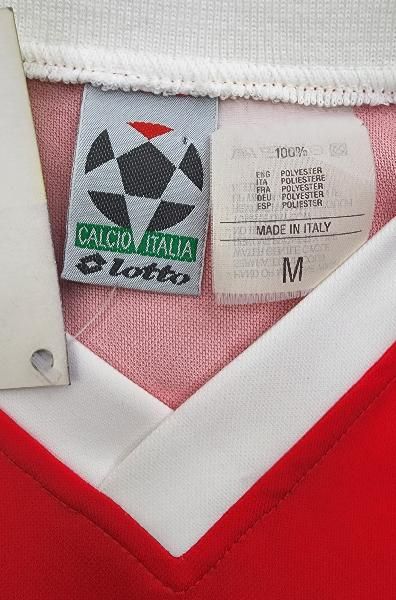 CALCIO ITALIA
lotto
100%
ENG POLYESTER
ITA POLIESTERE
FRA POLYESTER
DEU POLYESTER
ESP POLIESTER
MADE IN ITALY
M